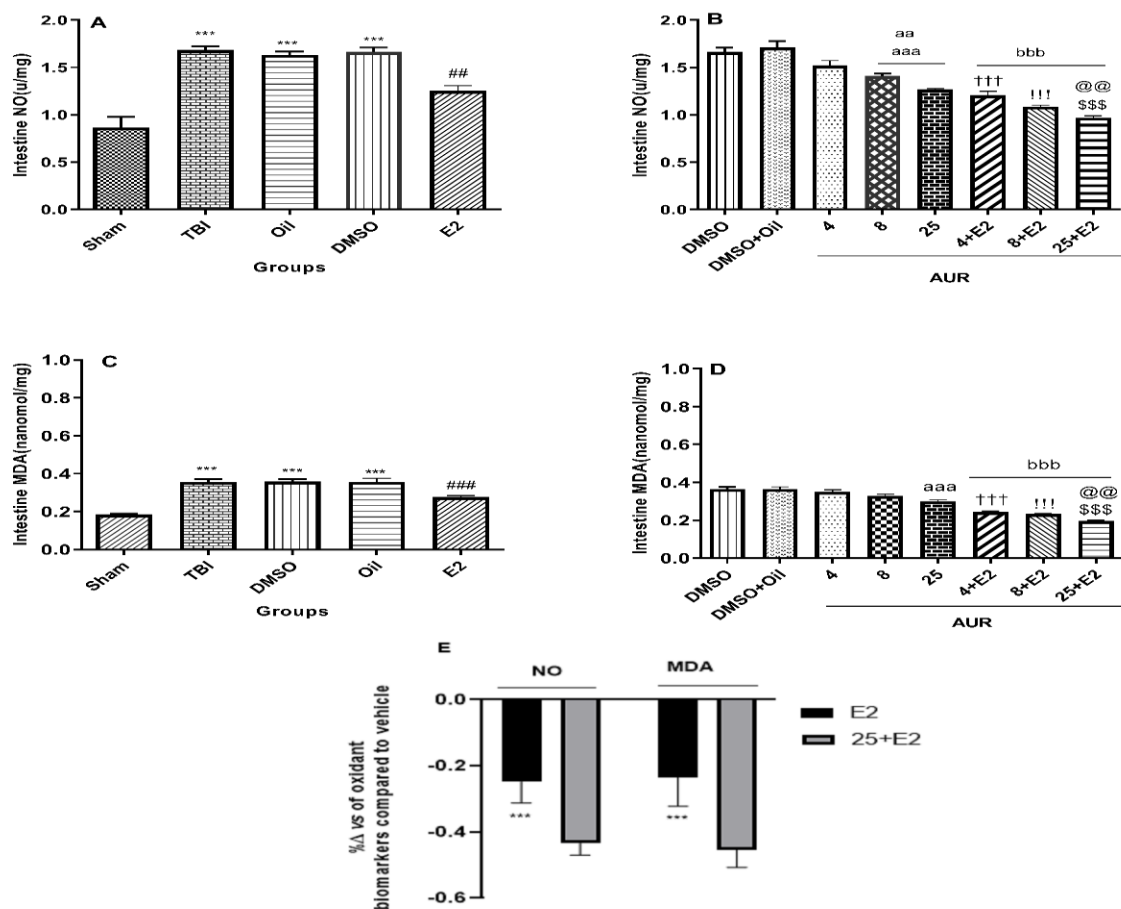 A
Intestine NO(u/mg)
2.0
1.5
1.0
0.5
0.0
***
***
***
##
Sham
TBI
Oil
DMSO
E2
Groups
B
Intestine NO(u/mg)
2.0
1.5
1.0
0.5
0.0
aa
aaa
bbb
†††
!!!
@@
$$$
DMSO
DMSO+Oil
4
8
25
4+E2
8+E2
25+E2
AUR
C
Intestine MDA(nanomol/mg)
1.0
0.8
0.6
0.4
0.2
0.0
***
***
***
###
Sham
TBI
DMSO
Oil
E2
Groups
D
Intestine MDA(nanomol/mg)
1.0
0.8
0.6
0.4
0.2
0.0
aaa
bbb
†††
!!!
@@
$$$
DMSO
DMSO+Oil
4
8
25
4+E2
8+E2
25+E2
AUR
E
NO
MDA
%Δ vs of oxidant
biomarkers compared to vehicle
0.0
-0.2
-0.4
-0.6
***
***
E2
25+E2